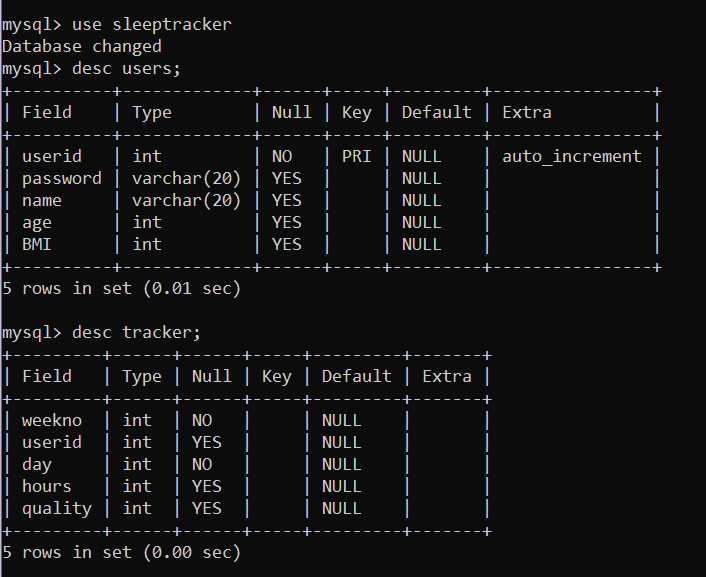 mysql> use sleeptracker
Database changed
mysql> desc users;
+----------+-------------+------+-----+---------+----------------+
| Field    | Type        | Null | Key | Default | Extra          |
+----------+-------------+------+-----+---------+----------------+
| userid   | int         | NO   | PRI | NULL    | auto_increment |
| password | varchar(20) | YES  |     | NULL    |                |
| name     | varchar(20) | YES  |     | NULL    |                |
| age      | int         | YES  |     | NULL    |                |
| BMI      | int         | YES  |     | NULL    |                |
+----------+-------------+------+-----+---------+----------------+
5 rows in set (0.01 sec)

mysql> desc tracker;
+---------+------+------+-----+---------+-------+
| Field   | Type | Null | Key | Default | Extra |
+---------+------+------+-----+---------+-------+
| weekno  | int  | NO   |     | NULL    |       |
| userid  | int  | YES  |     | NULL    |       |
| day     | int  | NO   |     | NULL    |       |
| hours   | int  | YES  |     | NULL    |       |
| quality | int  | YES  |     | NULL    |       |
+---------+------+------+-----+---------+-------+
5 rows in set (0.00 sec)